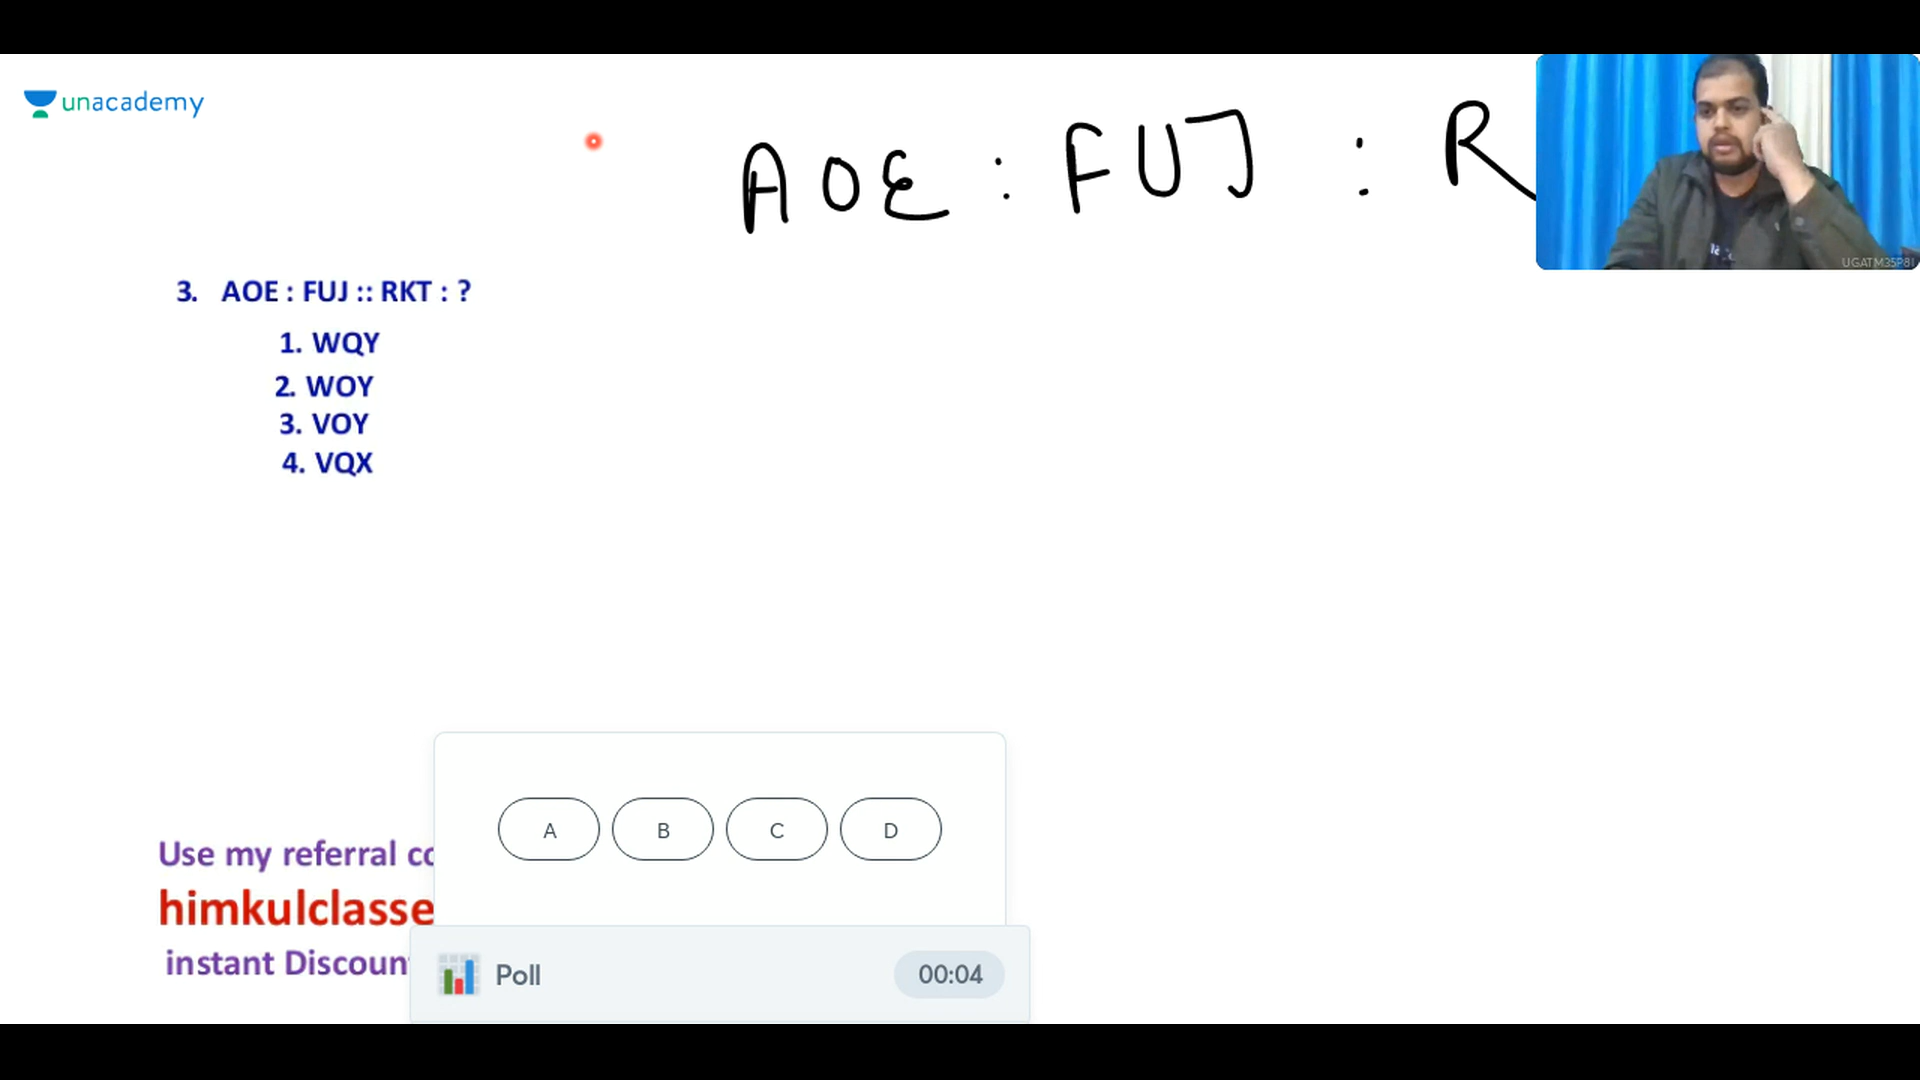 unacademy
AOE : FUJ : R
UGATM35P8I
3. AOE : FUJ :: RKT : ?
1. WQY
2. WOY
3. VOY
4. VQX
A B C D
Use my referral co
himkulclasse
instant Discoun
Poll 00:04